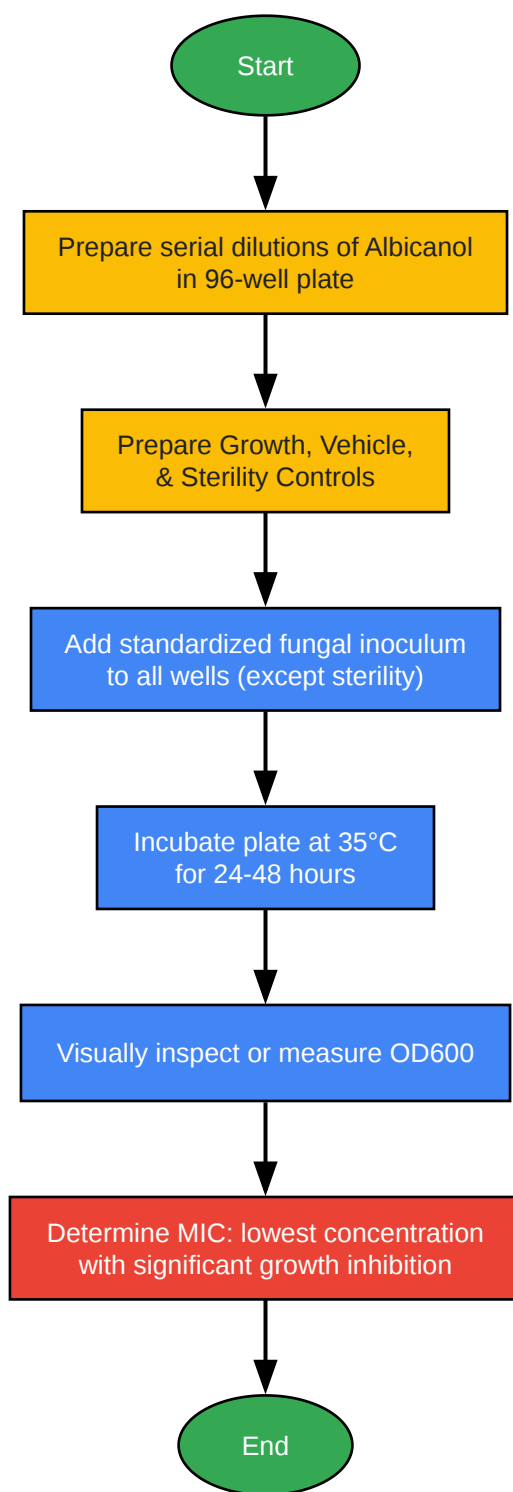 Start
Prepare serial dilutions of Albicanol
in 96-well plate
Prepare Growth, Vehicle,
& Sterility Controls
Add standardized fungal inoculum
to all wells (except sterility)
Incubate plate at 35°C
for 24-48 hours
Visually inspect or measure OD600
Determine MIC: lowest concentration
with significant growth inhibition
End